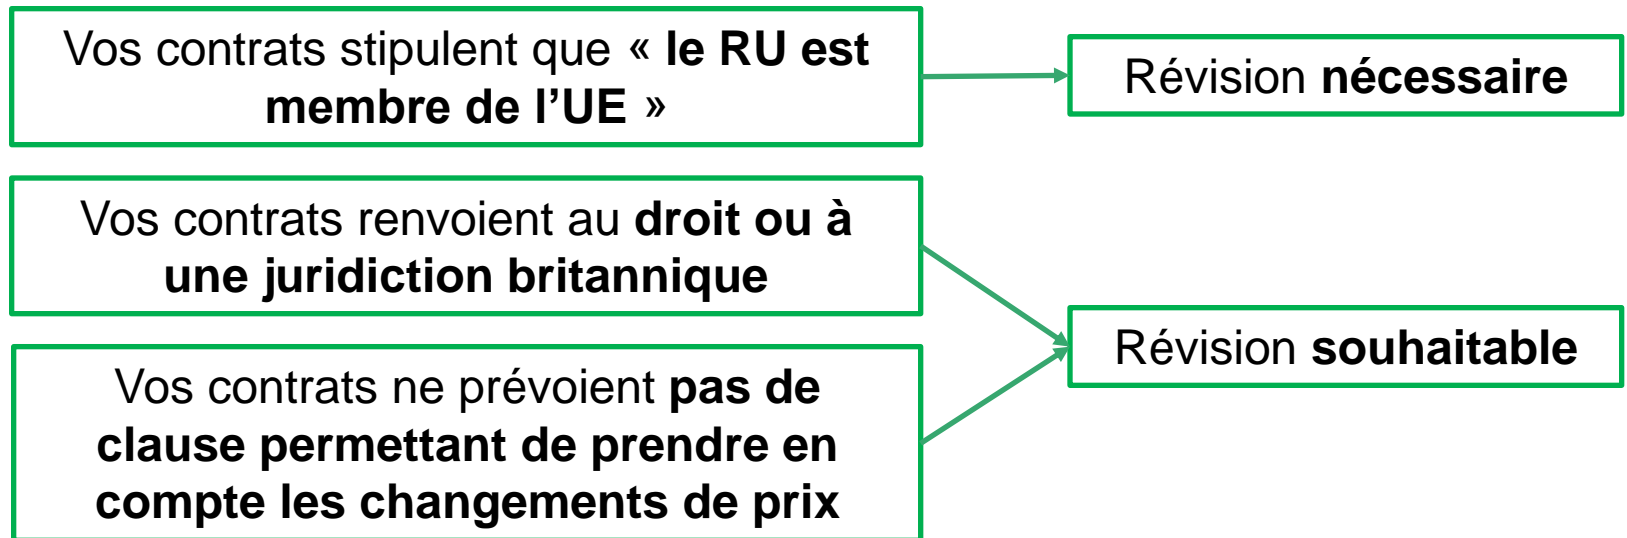 Vos contrats stipulent que « le RU est
membre de l’UE »
Révision nécessaire
Vos contrats renvoient au droit ou à
une juridiction britannique
Vos contrats ne prévoient pas de
clause permettant de prendre en
compte les changements de prix
Révision souhaitable